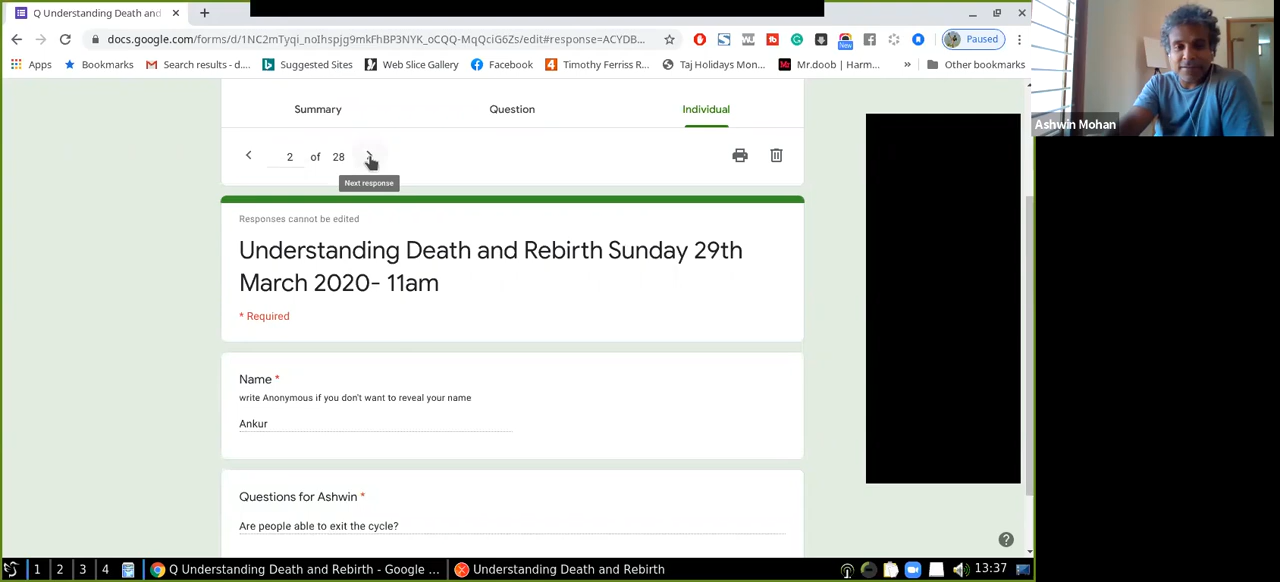 Q Understanding Death and
docs.google.com/forms/d/1NC2mTyqi_noIhspjg9mkFhBP3NYK_oCQQ-MqQciG6Zs/edit#response=ACYDB...
New
Paused
Apps
Bookmarks
Search results - d...
Suggested Sites
Web Slice Gallery
Facebook
Timothy Ferriss R...
Taj Holidays Mon...
Mr.doob | Harm...
»
Other bookmarks
Ashwin Mohan
Summary
Question
Individual
2 of 28
Next response
Responses cannot be edited
Understanding Death and Rebirth Sunday 29th
March 2020- 11am
* Required
Name *
write Anonymous if you don't want to reveal your name
Ankur
Questions for Ashwin *
Are people able to exit the cycle?
1 2 3 4
Q Understanding Death and Rebirth - Google ...
Understanding Death and Rebirth
13:37